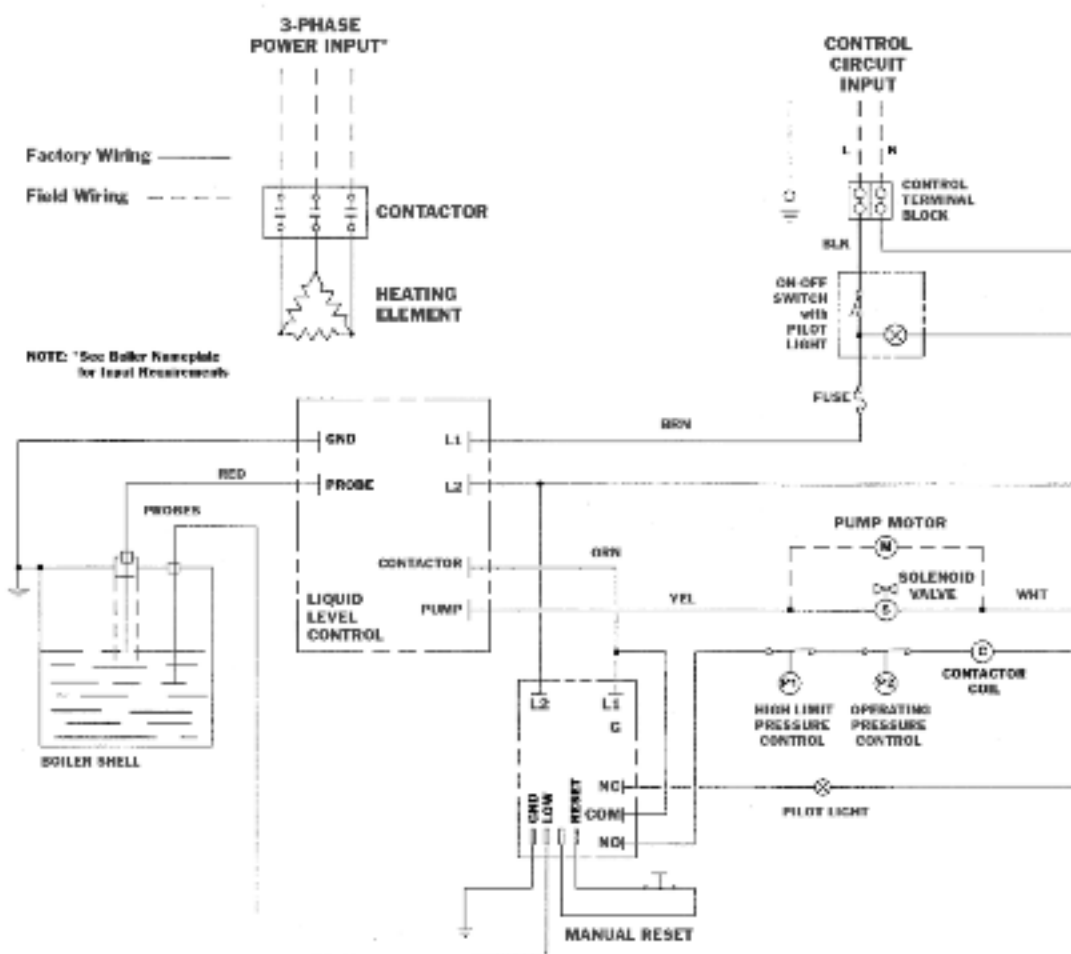 3-PHASE
POWER INPUT*
CONTROL
CIRCUIT
INPUT
Factory Wiring
Field Wiring
L
N
CONTACTOR
CONTROL
TERMINAL
BLOCK
BLK
HEATING
ELEMENT
ON-OFF
SWITCH
with
PILOT
LIGHT
NOTE: *See Boiler Nameplate
for Input Requirements
FUSE
BRN
GND
L1
RED
PROBE
L2
PROBES
PUMP MOTOR
M
ORN
CONTACTOR
SOLENOID
VALVE
S
YEL
WHT
LIQUID
LEVEL
CONTROL
PUMP
C
CONTACTOR
COIL
P1
P2
HIGH LIMIT
PRESSURE
CONTROL
OPERATING
PRESSURE
CONTROL
L2
L1
G
BOILER SHELL
NC
COM
NO
GND
LOW
RESET
PILOT LIGHT
MANUAL RESET